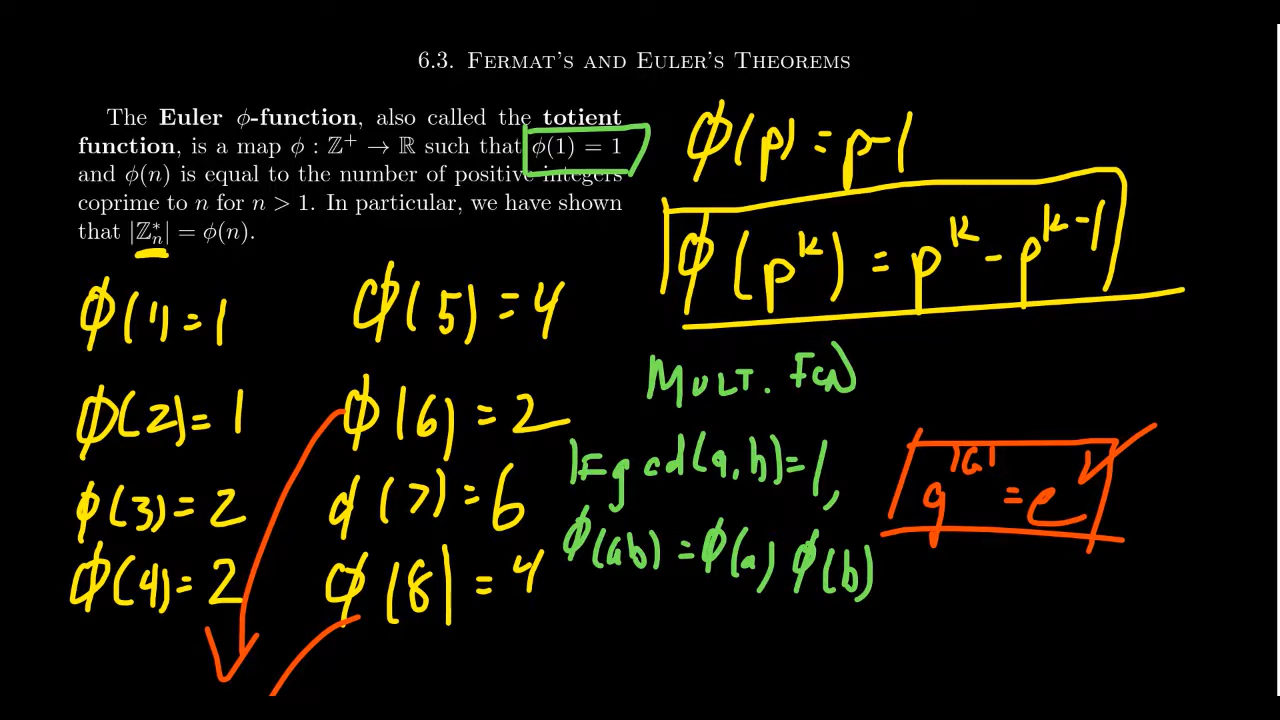 6.3. FERMAT'S AND EULER'S THEOREMS
The Euler ϕ-function, also called the totient
function, is a map ϕ : ℤ⁺ → ℝ such that ϕ(1) = 1
and ϕ(n) is equal to the number of positive integers
coprime to n for n > 1. In particular, we have shown
that |ℤₙ*| = ϕ(n).
ϕ(p) = p-1
ϕ(p^k) = p^k - p^(k-1)
ϕ(1) = 1
ϕ(2) = 1
ϕ(3) = 2
ϕ(4) = 2
ϕ(5) = 4
ϕ(6) = 2
ϕ(7) = 6
ϕ(8) = 4
MULT. FCN
IF gcd(a,b)=1,
ϕ(ab) = ϕ(a) ϕ(b)
g^|G| = e